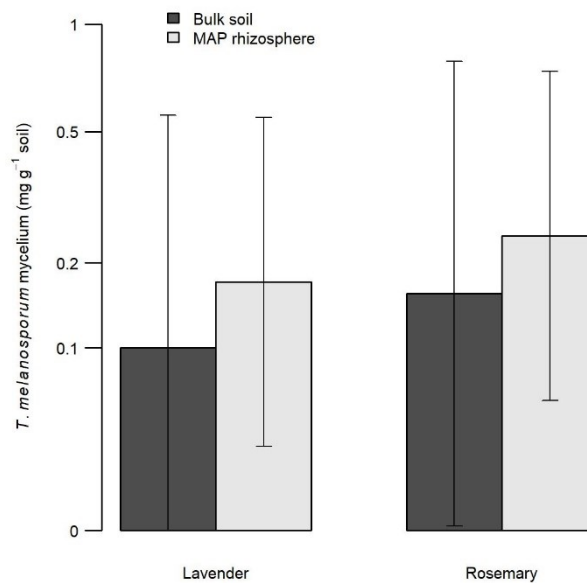 Bulk soil
MAP rhizosphere
T. melanosporum mycelium (mg g⁻¹ soil)
1
0.5
0.2
0.1
0
Lavender
Rosemary